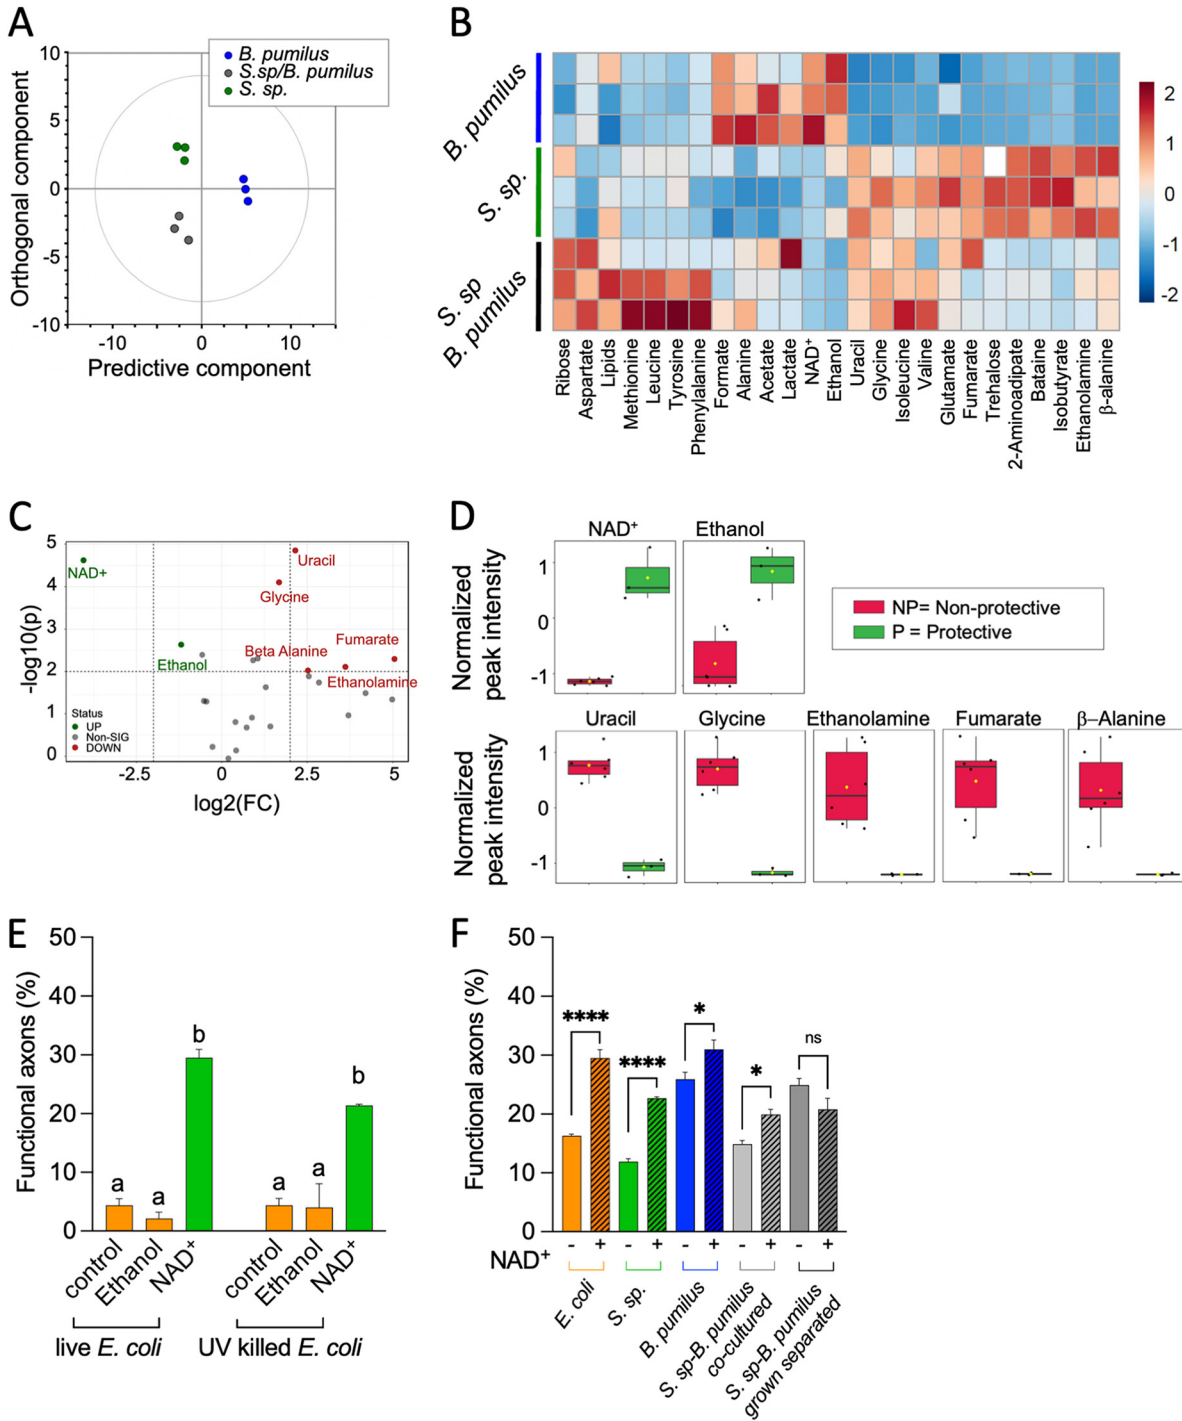 A
B. pumilus
S.sp/B. pumilus
S. sp.
10
5
0
-5
-10
Orthogonal component
-10
0
10
Predictive component
B
B. pumilus
S. sp.
S. sp
B. pumilus
2
1
0
-1
-2
Ribose
Aspartate
Lipids
Methionine
Leucine
Tyrosine
Phenylalanine
Formate
Alanine
Acetate
Lactate
NAD+
Ethanol
Uracil
Glycine
Isoleucine
Valine
Glutamate
Fumarate
Trehalose
2-Aminoadipate
Bataine
Isobutyrate
Ethanolamine
β-alanine
C
5
4
3
2
1
0
-log10(p)
NAD+
Uracil
Glycine
Fumarate
Beta Alanine
Ethanol
Ethanolamine
Status
UP
Non-SIG
DOWN
-2.5
0
2.5
5
log2(FC)
D
NAD+
Ethanol
Normalized
peak intensity
1
0
-1
NP= Non-protective
P = Protective
Uracil
Glycine
Ethanolamine
Fumarate
β–Alanine
Normalized
peak intensity
1
0
-1
E
50
40
30
20
10
0
Functional axons (%)
a
a
b
a
a
b
control
Ethanol
NAD+
control
Ethanol
NAD+
live E. coli
UV killed E. coli
F
50
40
30
20
10
0
Functional axons (%)
****
****
*
*
ns
NAD+
- + - + - + - + - +
E. coli
S. sp.
B. pumilus
S. sp-B. pumilus
co-cultured
S. sp-B. pumilus
grown separated